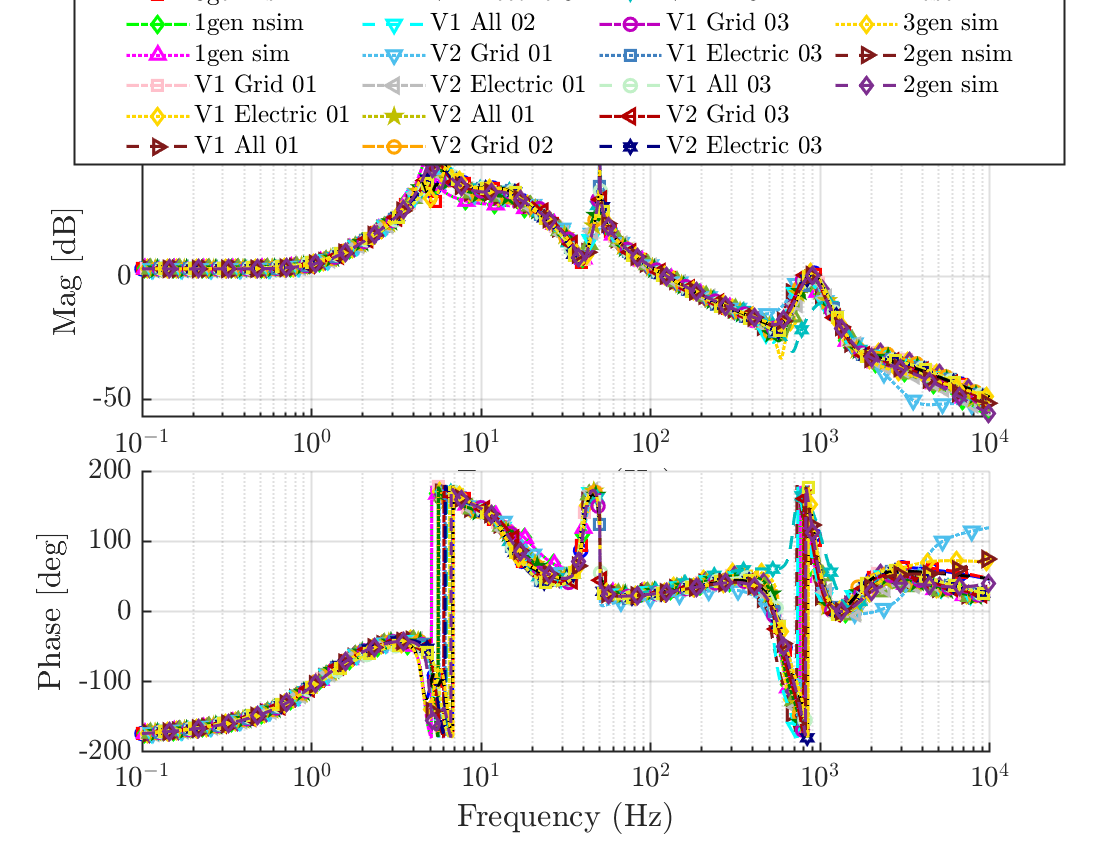 1gen nsim V1 All 02 V1 Grid 03 3gen sim
1gen sim V2 Grid 01 V1 Electric 03 2gen nsim
V1 Grid 01 V2 Electric 01 V1 All 03 2gen sim
V1 Electric 01 V2 All 01 V2 Grid 03
V1 All 01 V2 Grid 02 V2 Electric 03
Mag [dB]
0
-50
10⁻¹ 10⁰ 10¹ 10² 10³ 10⁴
Phase [deg]
200
100
0
-100
-200
10⁻¹ 10⁰ 10¹ 10² 10³ 10⁴
Frequency (Hz)